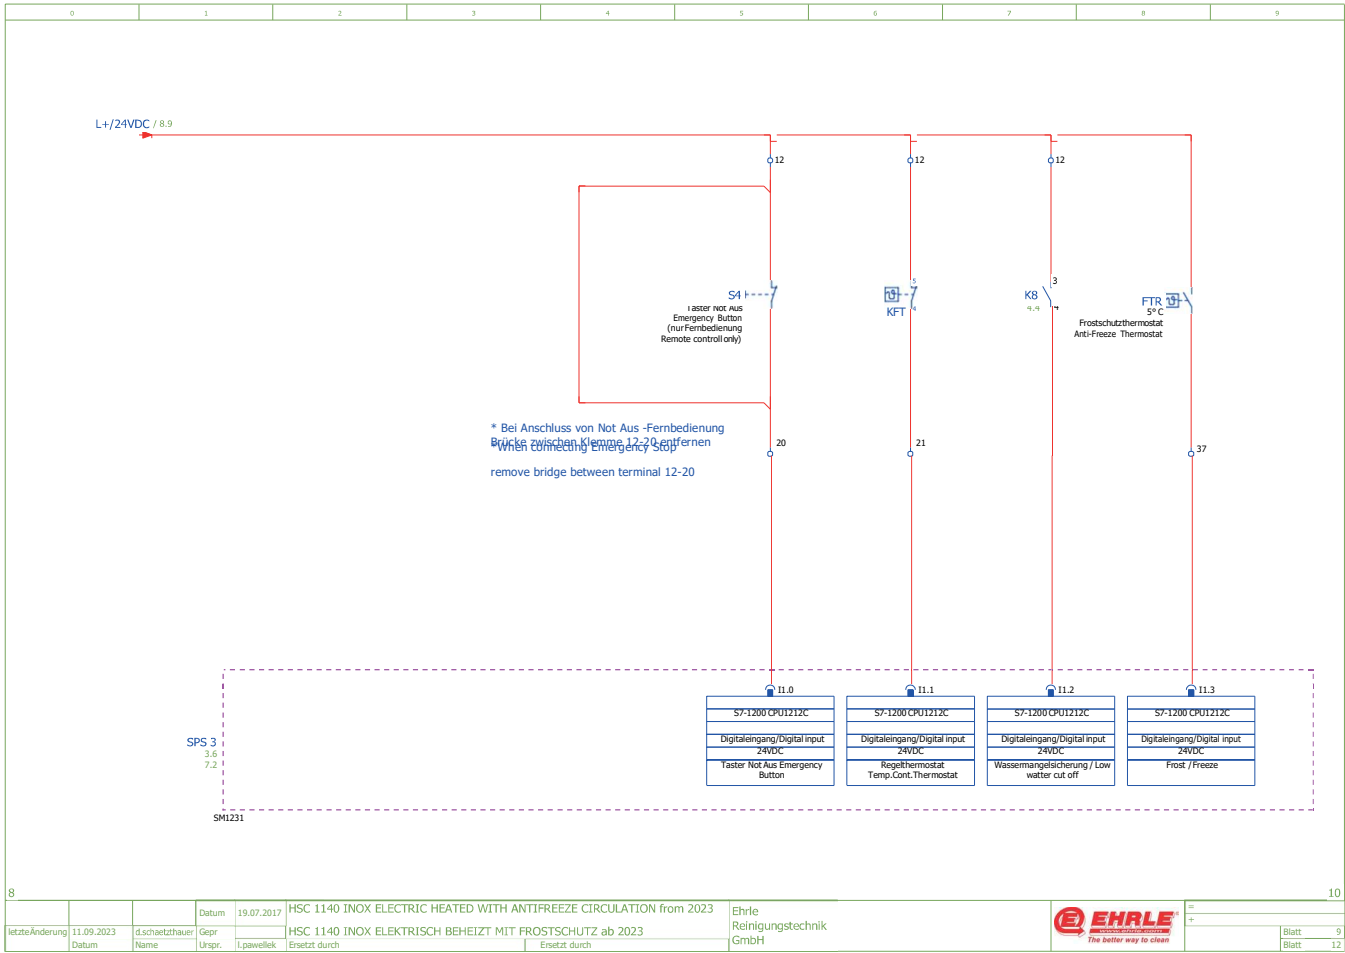 0 1 2 3 4 5 6 7 8 9
L+/24VDC / 8.9
12 12 12
S4
Taster Not Aus
Emergency Button
(nur Fernbedienung
Remote controll only)
5
KFT
6
3
K8
4.4 4
FTR
5° C
Frostschutzthermostat
Anti-Freeze Thermostat
* Bei Anschluss von Not Aus -Fernbedienung
Brücke zwischen Klemme 12-20 entfernen
*When connecting Emergency Stop
remove bridge between terminal 12-20
20 21 37
I1.0 I1.1 I1.2 I1.3
S7-1200 CPU1212C S7-1200 CPU1212C S7-1200 CPU1212C S7-1200 CPU1212C
Digitaleingang/Digital input Digitaleingang/Digital input Digitaleingang/Digital input Digitaleingang/Digital input
24VDC 24VDC 24VDC 24VDC
Taster Not Aus Emergency Regelthermostat Wassermangelsicherung / Low Frost / Freeze
Button Temp.Cont.Thermostat watter cut off
SPS 3
3.6
7.2
SM1231
8 10
Datum 19.07.2017 HSC 1140 INOX ELECTRIC HEATED WITH ANTIFREEZE CIRCULATION from 2023
letzte Änderung 11.09.2023 d.schaetzthauer Gepr HSC 1140 INOX ELEKTRISCH BEHEIZT MIT FROSTSCHUTZ ab 2023
Datum Name Urspr. l.pawellek Ersetzt durch Ersetzt durch
Ehrle
Reinigungstechnik
GmbH
EHRLE
www.ehrle.com
The better way to clean
=
+
Blatt 9
Blatt 12